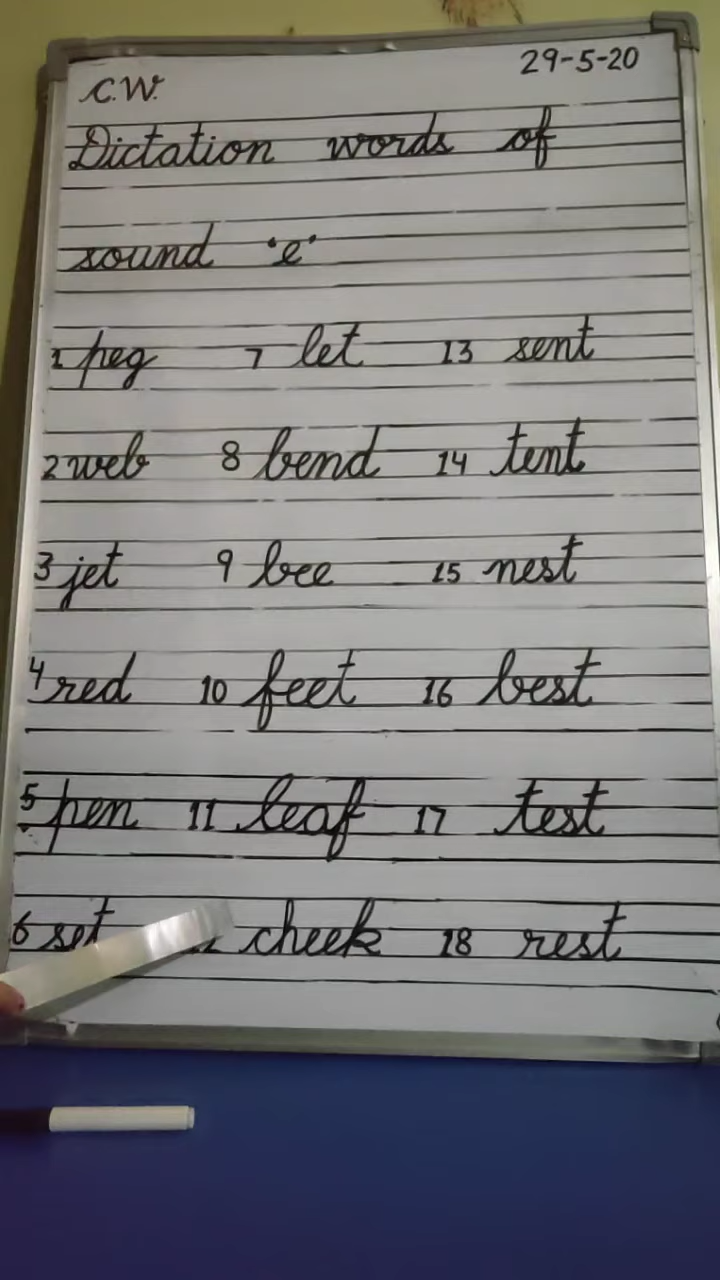 C.W. 29-5-20
Dictation words of
sound 'e'
1 peg 7 let 13 sent
2 web 8 bend 14 tent
3 jet 9 bee 15 nest
4 red 10 feet 16 best
5 pen 11 leaf 17 test
6 set cheek 18 rest